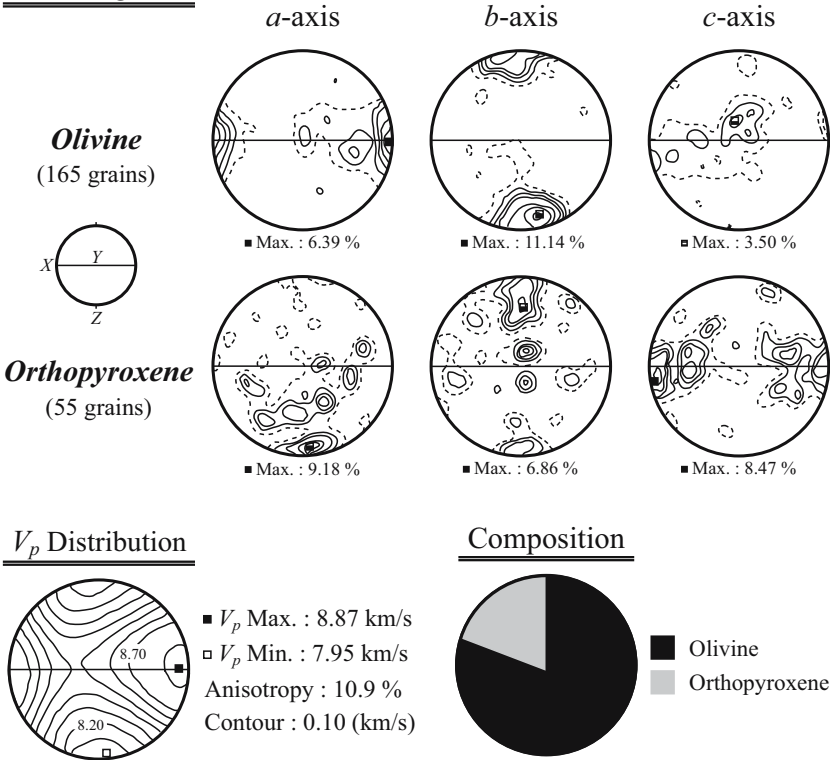 a-axis b-axis c-axis
Olivine
(165 grains)
■ Max. : 6.39 % ■ Max. : 11.14 % ⊟ Max. : 3.50 %
X Y
Z
Orthopyroxene
(55 grains)
■ Max. : 9.18 % ■ Max. : 6.86 % ■ Max. : 8.47 %
Vp Distribution Composition
■ Vp Max. : 8.87 km/s
□ Vp Min. : 7.95 km/s
Anisotropy : 10.9 %
Contour : 0.10 (km/s)
8.70
8.20
Olivine
Orthopyroxene